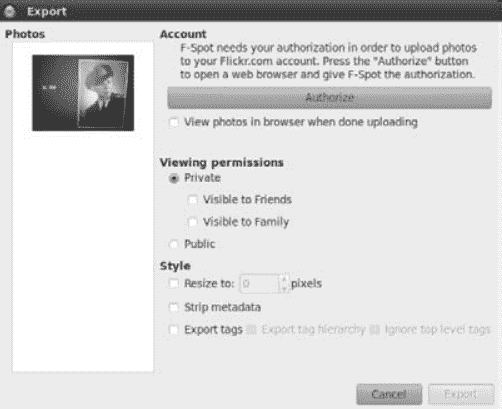 Export
Photos
Account
F-Spot needs your authorization in order to upload photos
to your Flickr.com account. Press the "Authorize" button
to open a web browser and give F-Spot the authorization.
Authorize
View photos in browser when done uploading
Viewing permissions
Private
Visible to Friends
Visible to Family
Public
Style
Resize to: 0 pixels
Strip metadata
Export tags Export tag hierarchy Ignore top level tags
Cancel Export